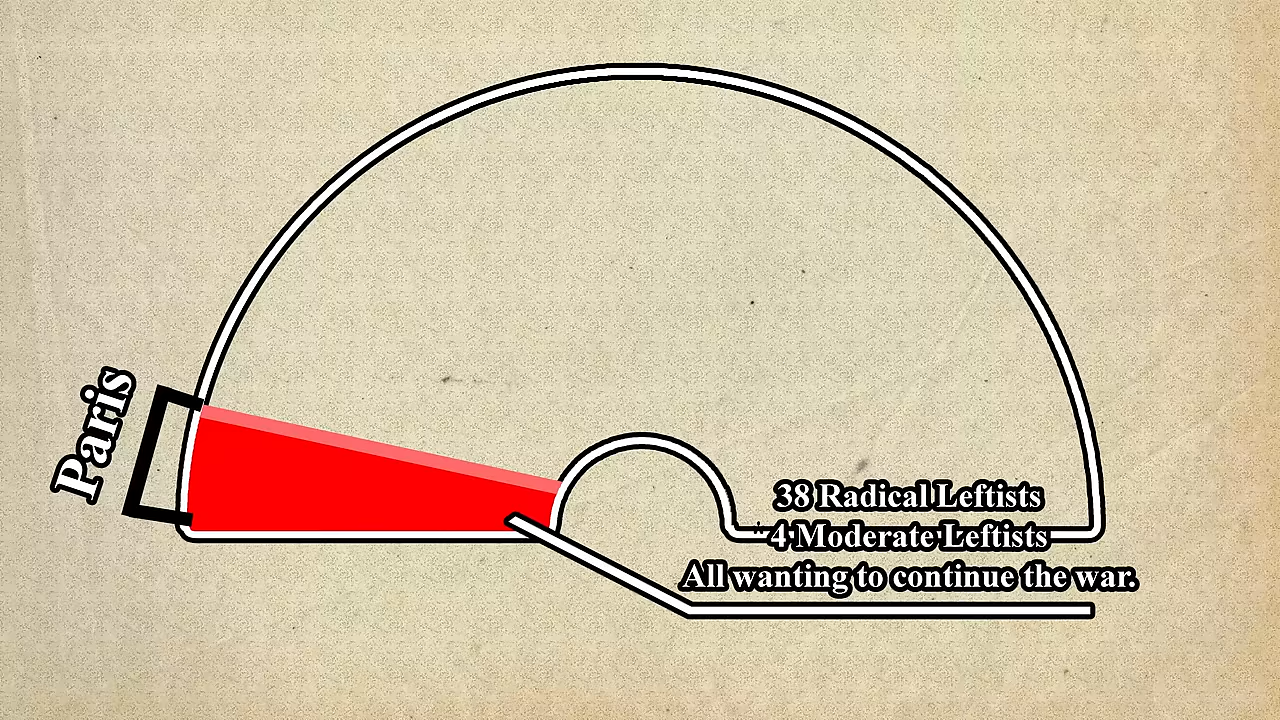 Paris
38 Radical Leftists
4 Moderate Leftists
All wanting to continue the war.